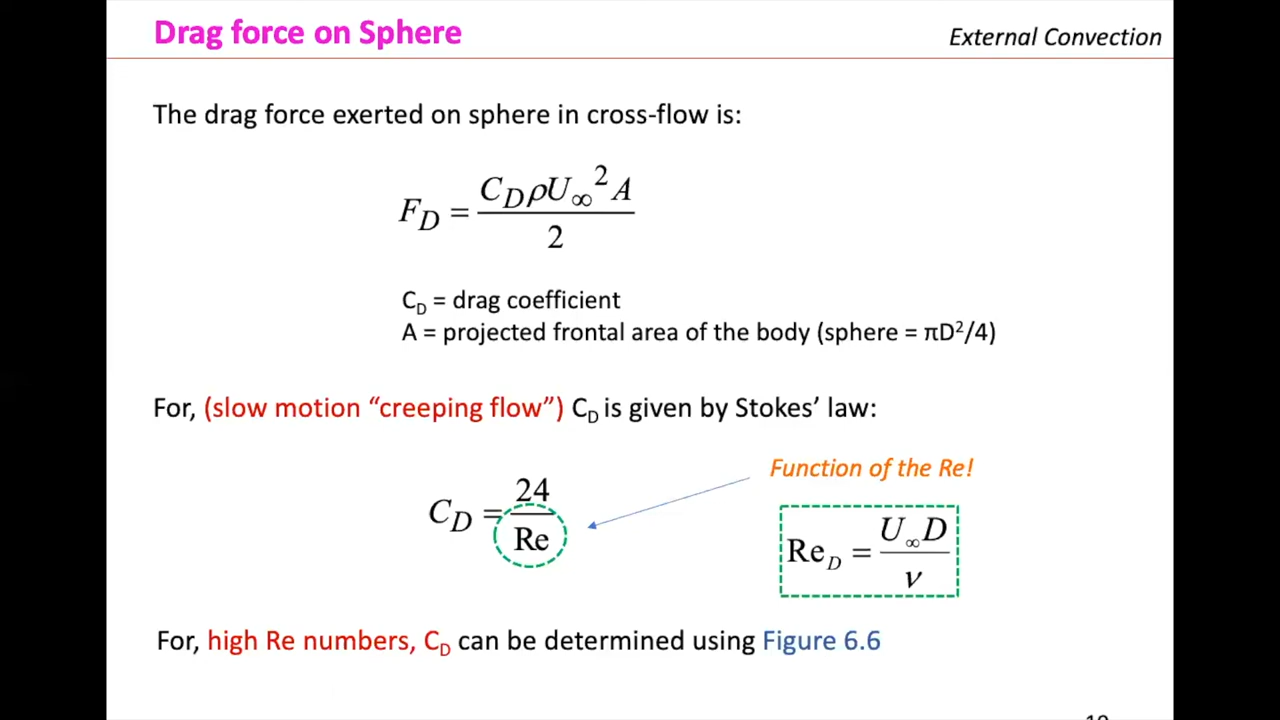 Drag force on Sphere
External Convection
The drag force exerted on sphere in cross-flow is:
F_D = C_D ρU_∞² A / 2
C_D = drag coefficient
A = projected frontal area of the body (sphere = πD²/4)
For, (slow motion “creeping flow”) C_D is given by Stokes’ law:
Function of the Re!
C_D = 24 / Re
Re_D = U_∞ D / ν
For, high Re numbers, C_D can be determined using Figure 6.6